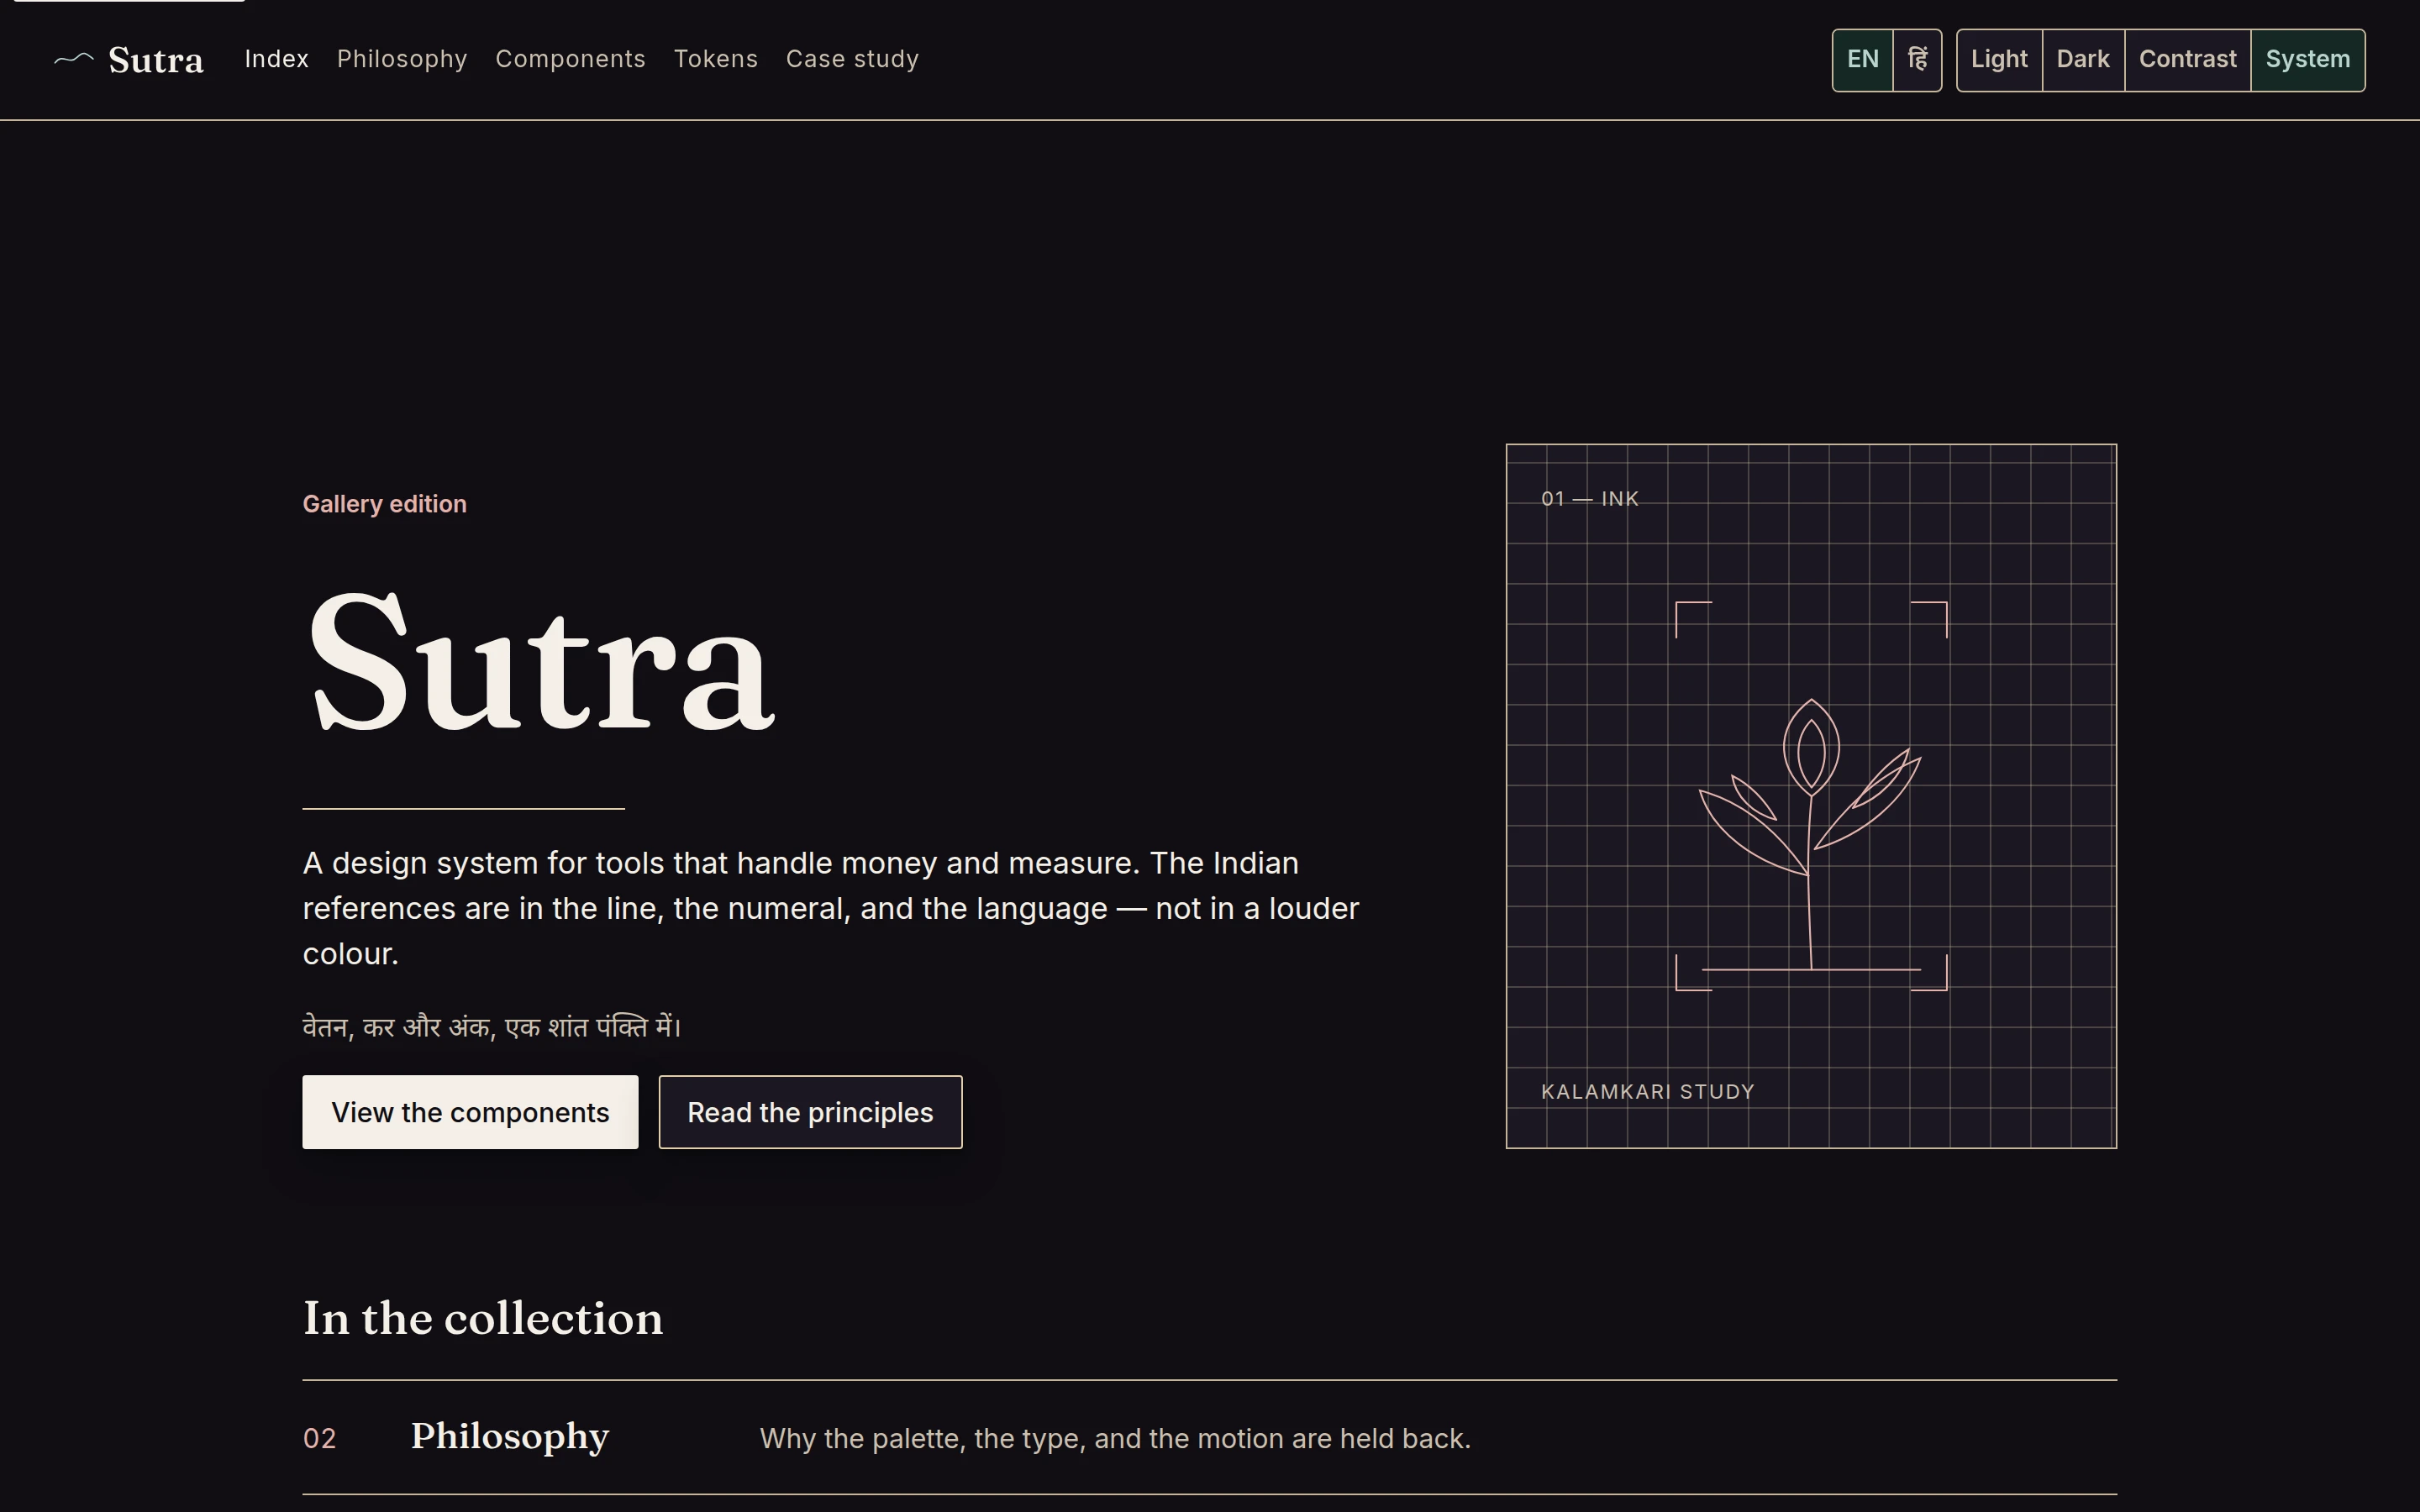 Sutra Index Philosophy Components Tokens Case study EN हिं Light Dark Contrast System
Gallery edition
Sutra
A design system for tools that handle money and measure. The Indian
references are in the line, the numeral, and the language — not in a louder
colour.
वेतन, कर और अंक, एक शांत पंक्ति में।
View the components Read the principles
01 — INK
KALAMKARI STUDY
In the collection
02 Philosophy Why the palette, the type, and the motion are held back.